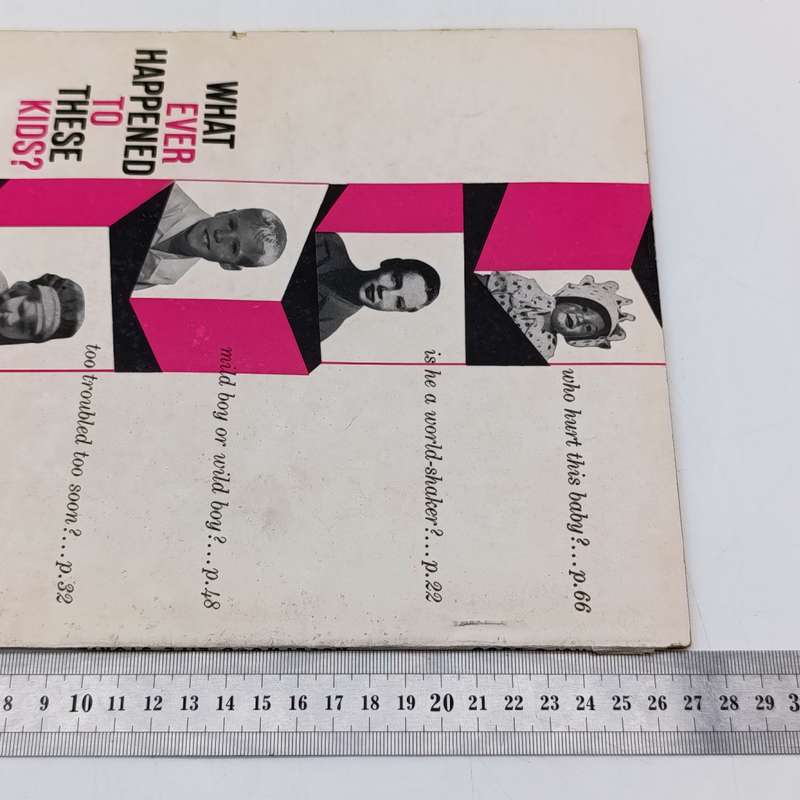 WHAT
EVER
HAPPENED
TO
THESE
KIDS?
who hurt this baby?...p.66
is he a world-shaker?...p.22
mild boy or wild boy?...p.48
too troubled too soon?...p.32
8 9 10 11 12 13 14 15 16 17 18 19 20 21 22 23 24 25 26 27 28 29